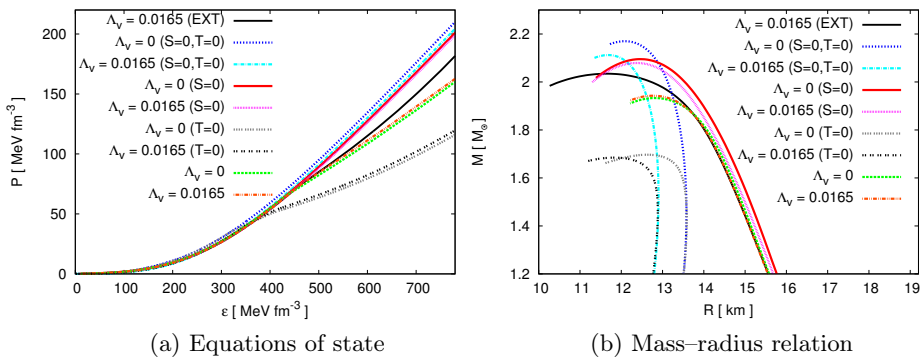 Λv = 0.0165 (EXT)
Λv = 0 (S=0,T=0)
Λv = 0.0165 (S=0,T=0)
Λv = 0 (S=0)
Λv = 0.0165 (S=0)
Λv = 0 (T=0)
Λv = 0.0165 (T=0)
Λv = 0
Λv = 0.0165
200
150
100
50
0
P [ MeV fm-3 ]
0 100 200 300 400 500 600 700
ε [ MeV fm-3 ]
(a) Equations of state
Λv = 0.0165 (EXT)
Λv = 0 (S=0,T=0)
Λv = 0.0165 (S=0,T=0)
Λv = 0 (S=0)
Λv = 0.0165 (S=0)
Λv = 0 (T=0)
Λv = 0.0165 (T=0)
Λv = 0
Λv = 0.0165
2.2
2
1.8
1.6
1.4
1.2
M [ M⊙ ]
10 11 12 13 14 15 16 17 18 19
R [ km ]
(b) Mass–radius relation